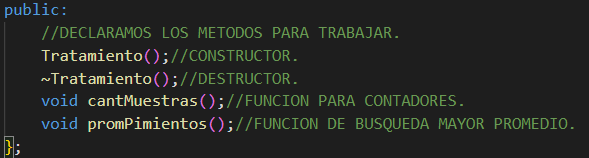 public:
//DECLARAMOS LOS METODOS PARA TRABAJAR.
Tratamiento();//CONSTRUCTOR.
~Tratamiento();//DESTRUCTOR.
void cantMuestras();//FUNCION PARA CONTADORES.
void promPimientos();//FUNCION DE BUSQUEDA MAYOR PROMEDIO.
};